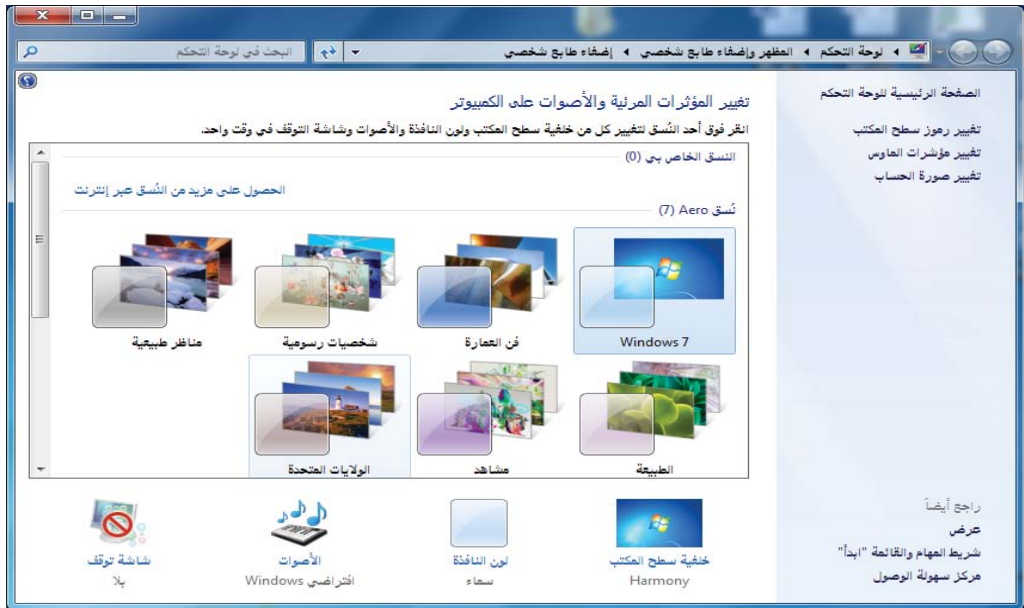 لوحة التحكم ◂ المظهر وإضفاء طابع شخصي ◂ إضفاء طابع شخصي
البحث في لوحة التحكم
الصفحة الرئيسية للوحة التحكم
تغيير رموز سطح المكتب
تغيير مؤشرات الماوس
تغيير صورة الحساب
تغيير المؤثرات المرئية والأصوات على الكمبيوتر
انقر فوق أحد النُسق لتغيير كل من خلفية سطح المكتب ولون النافذة والأصوات وشاشة التوقف في وقت واحد.
النسق الخاص بي (0)
الحصول على مزيد من النُسق عبر إنترنت
نُسق Aero (7)
Windows 7
فن العمارة
شخصيات رسومية
مناظر طبيعية
الطبيعة
مشاهد
الولايات المتحدة
خلفية سطح المكتب
Harmony
لون النافذة
سماء
الأصوات
افتراضي Windows
شاشة توقف
بلا
راجع أيضاً
عرض
شريط المهام والقائمة "ابدأ"
مركز سهولة الوصول